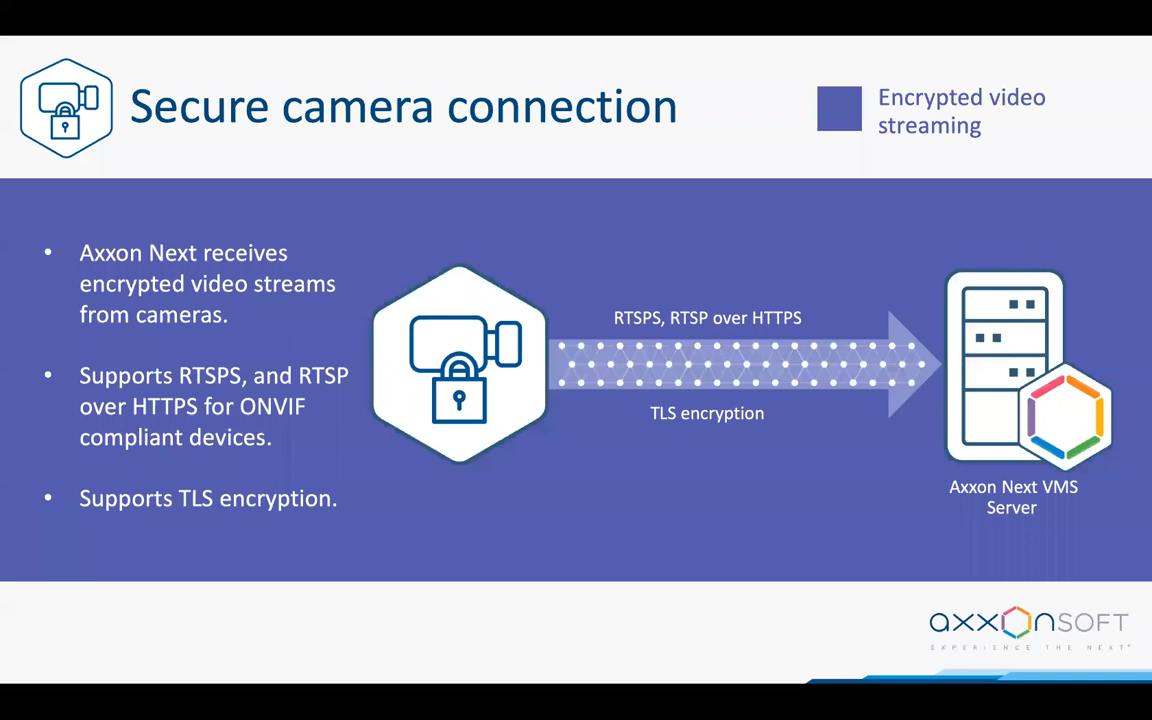 Secure camera connection
Encrypted video
streaming
• Axxon Next receives
encrypted video streams
from cameras.
• Supports RTSPS, and RTSP
over HTTPS for ONVIF
compliant devices.
• Supports TLS encryption.
RTSPS, RTSP over HTTPS
TLS encryption
Axxon Next VMS
Server
axxonsoft
EXPERIENCE THE NEXT